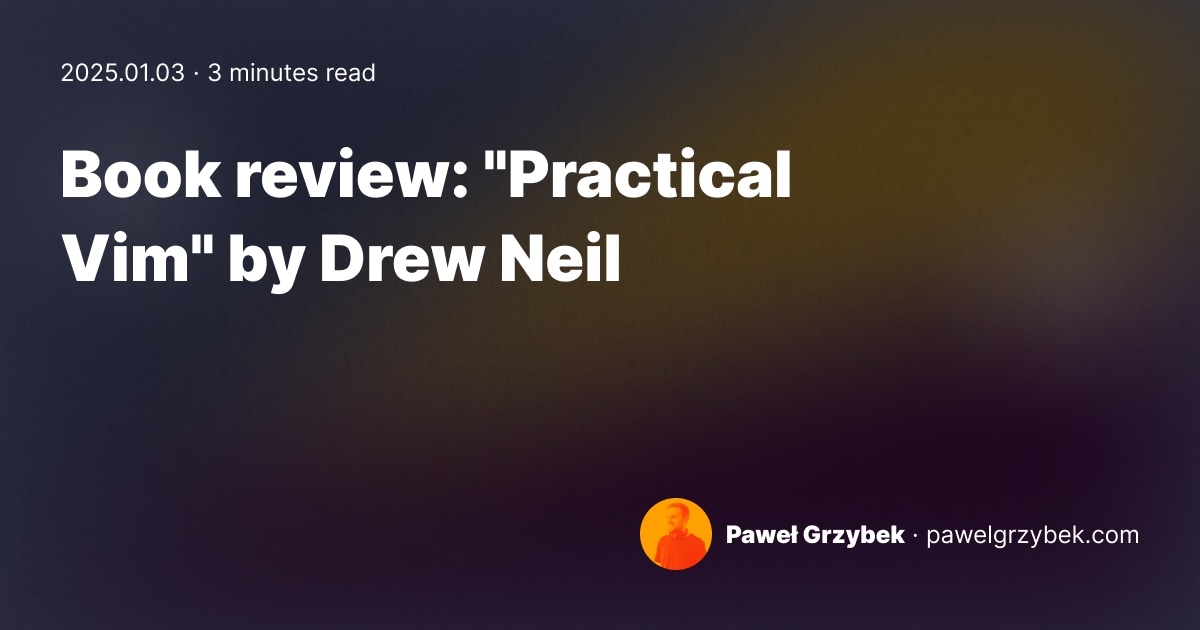 2025.01.03 · 3 minutes read
Book review: "Practical
Vim" by Drew Neil
Paweł Grzybek · pawelgrzybek.com